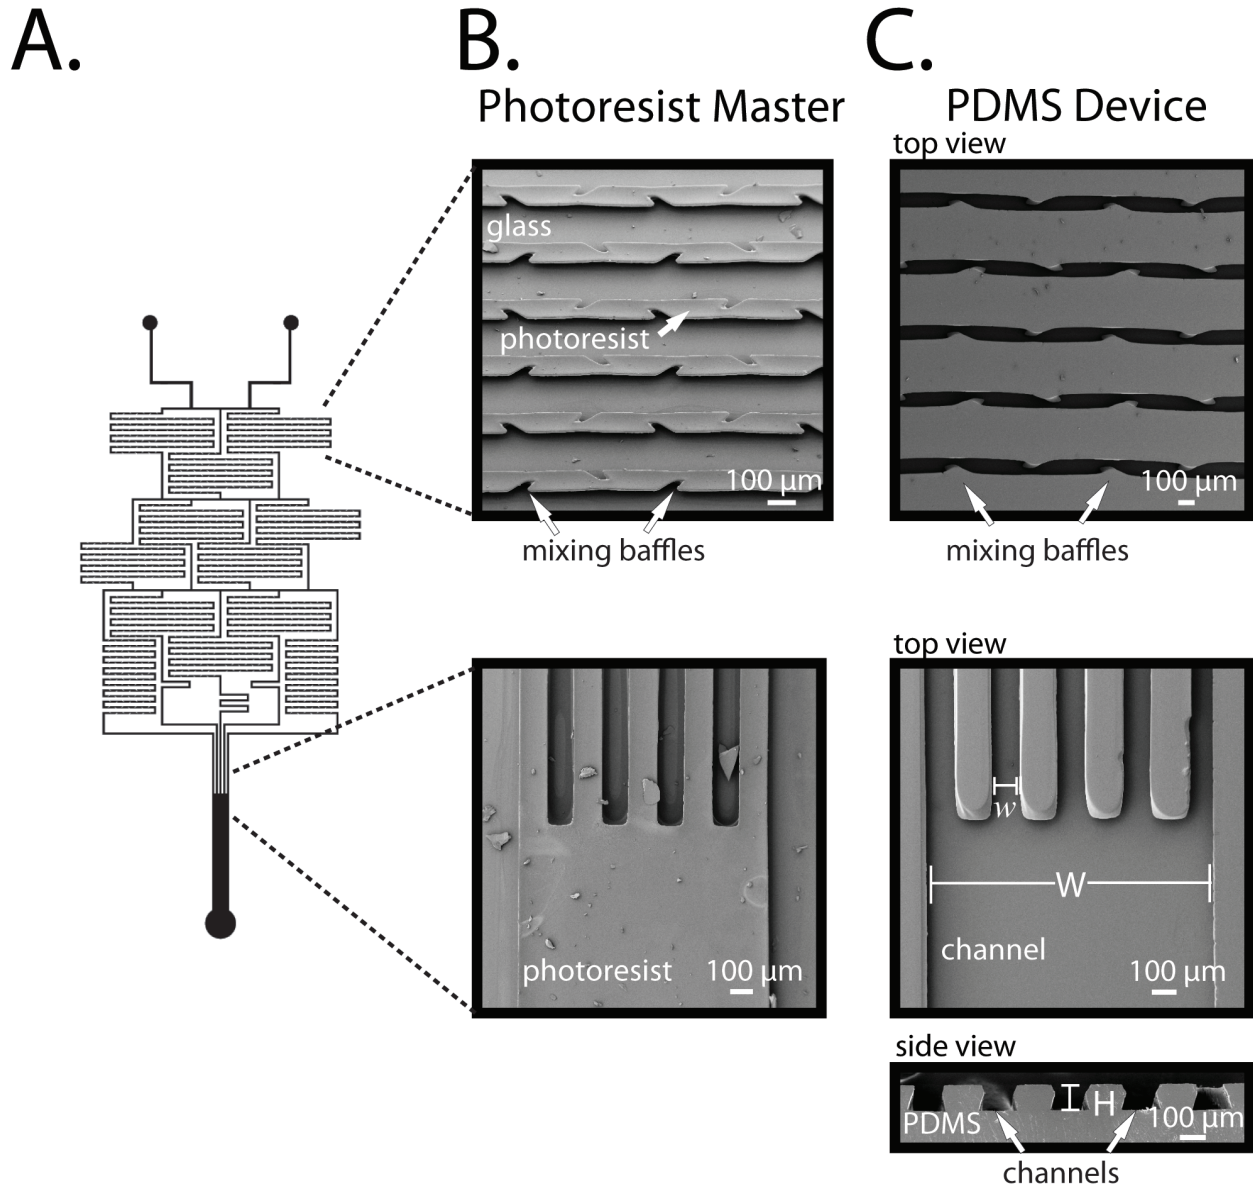 A.
B.
C.
Photoresist Master
PDMS Device
top view
glass
photoresist
100 µm
100 µm
mixing baffles
mixing baffles
top view
w
W
photoresist
100 µm
channel
100 µm
side view
H
PDMS
100 µm
channels